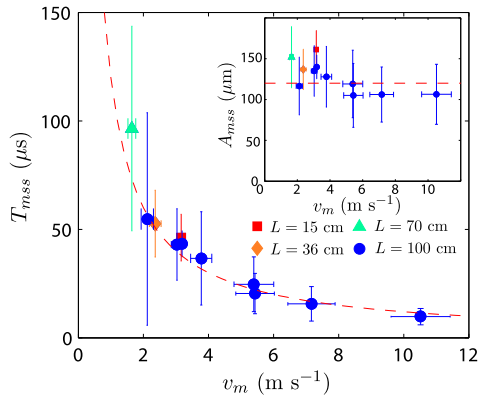 150
100
50
0
T_mss (μs)
0 2 4 6 8 10 12
v_m (m s⁻¹)
150
100
50
0
A_mss (μm)
0 2 4 6 8 10 12
v_m (m s⁻¹)
L = 15 cm
L = 70 cm
L = 36 cm
L = 100 cm